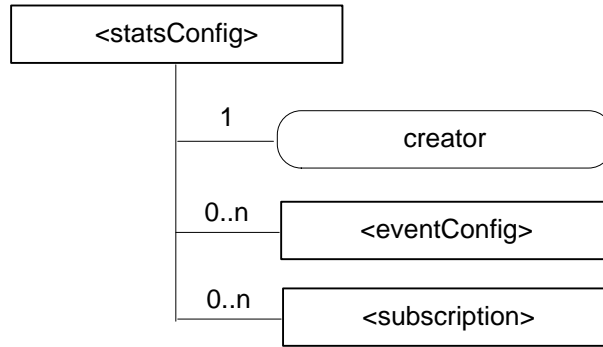 <statsConfig>
1
creator
0..n
<eventConfig>
0..n
<subscription>